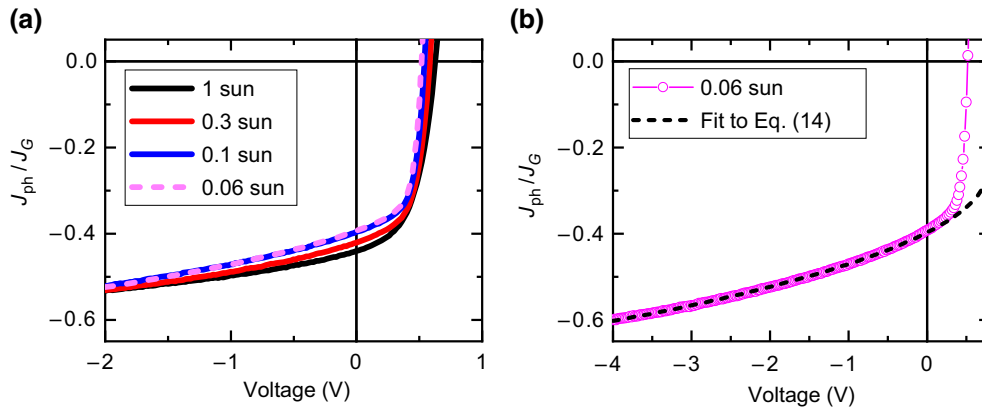 (a)
J_ph / J_G
0.0
−0.2
−0.4
−0.6
1 sun
0.3 sun
0.1 sun
0.06 sun
−2
−1
0
1
Voltage (V)
(b)
J_ph / J_G
0.0
−0.2
−0.4
−0.6
0.06 sun
Fit to Eq. (14)
−4
−3
−2
−1
0
Voltage (V)